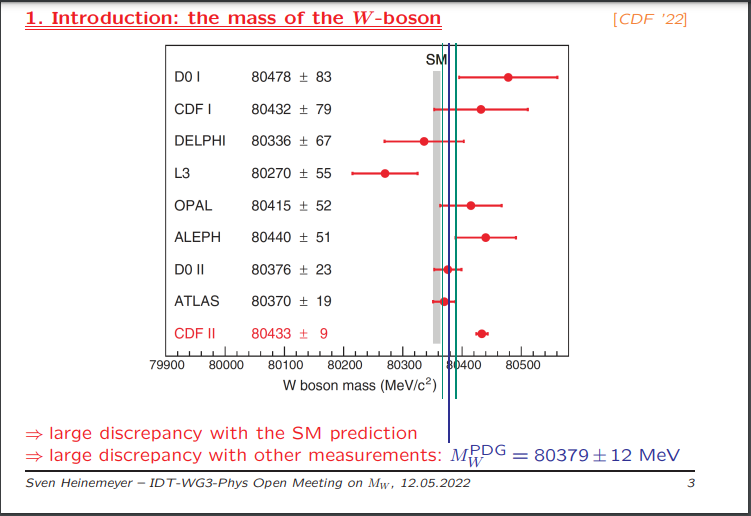 1. Introduction: the mass of the W-boson [CDF '22]
SM
D0 I 80478 ± 83
CDF I 80432 ± 79
DELPHI 80336 ± 67
L3 80270 ± 55
OPAL 80415 ± 52
ALEPH 80440 ± 51
D0 II 80376 ± 23
ATLAS 80370 ± 19
CDF II 80433 ± 9
79900 80000 80100 80200 80300 80400 80500
W boson mass (MeV/c²)
⇒ large discrepancy with the SM prediction
⇒ large discrepancy with other measurements: M_W^PDG = 80379 ± 12 MeV
Sven Heinemeyer – IDT-WG3-Phys Open Meeting on M_W, 12.05.2022 3